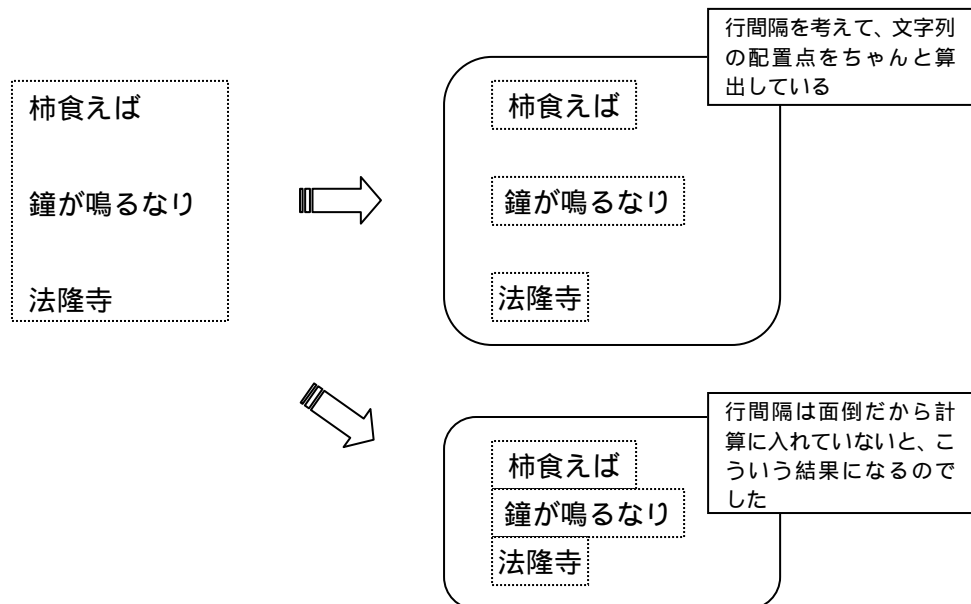 柿食えば
鐘が鳴るなり
法隆寺
行間隔を考えて、文字列
の配置点をちゃんと算
出している
柿食えば
鐘が鳴るなり
法隆寺
行間隔は面倒だから計
算に入れていないと、こ
ういう結果になるので
した
柿食えば
鐘が鳴るなり
法隆寺